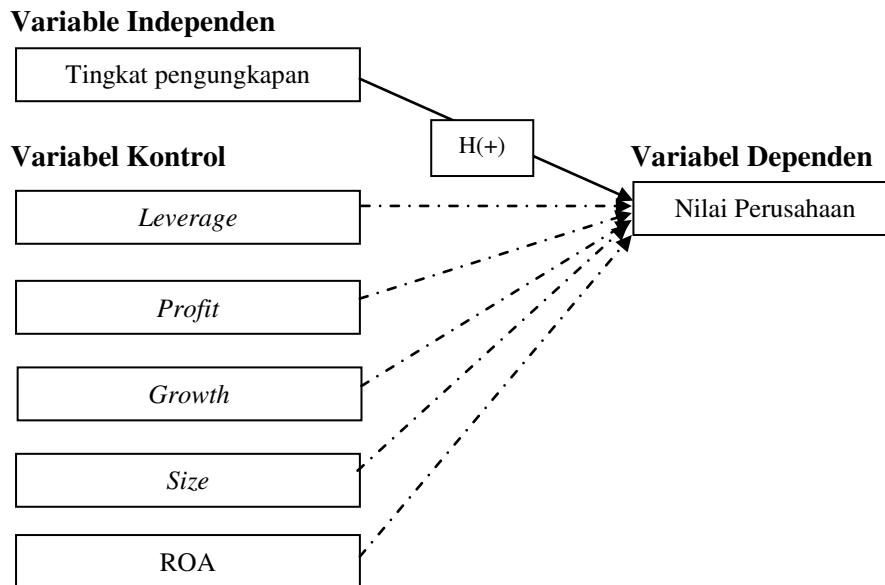 Variable Independen
Tingkat pengungkapan
H(+)
Variabel Kontrol
Variabel Dependen
Leverage
Nilai Perusahaan
Profit
Growth
Size
ROA